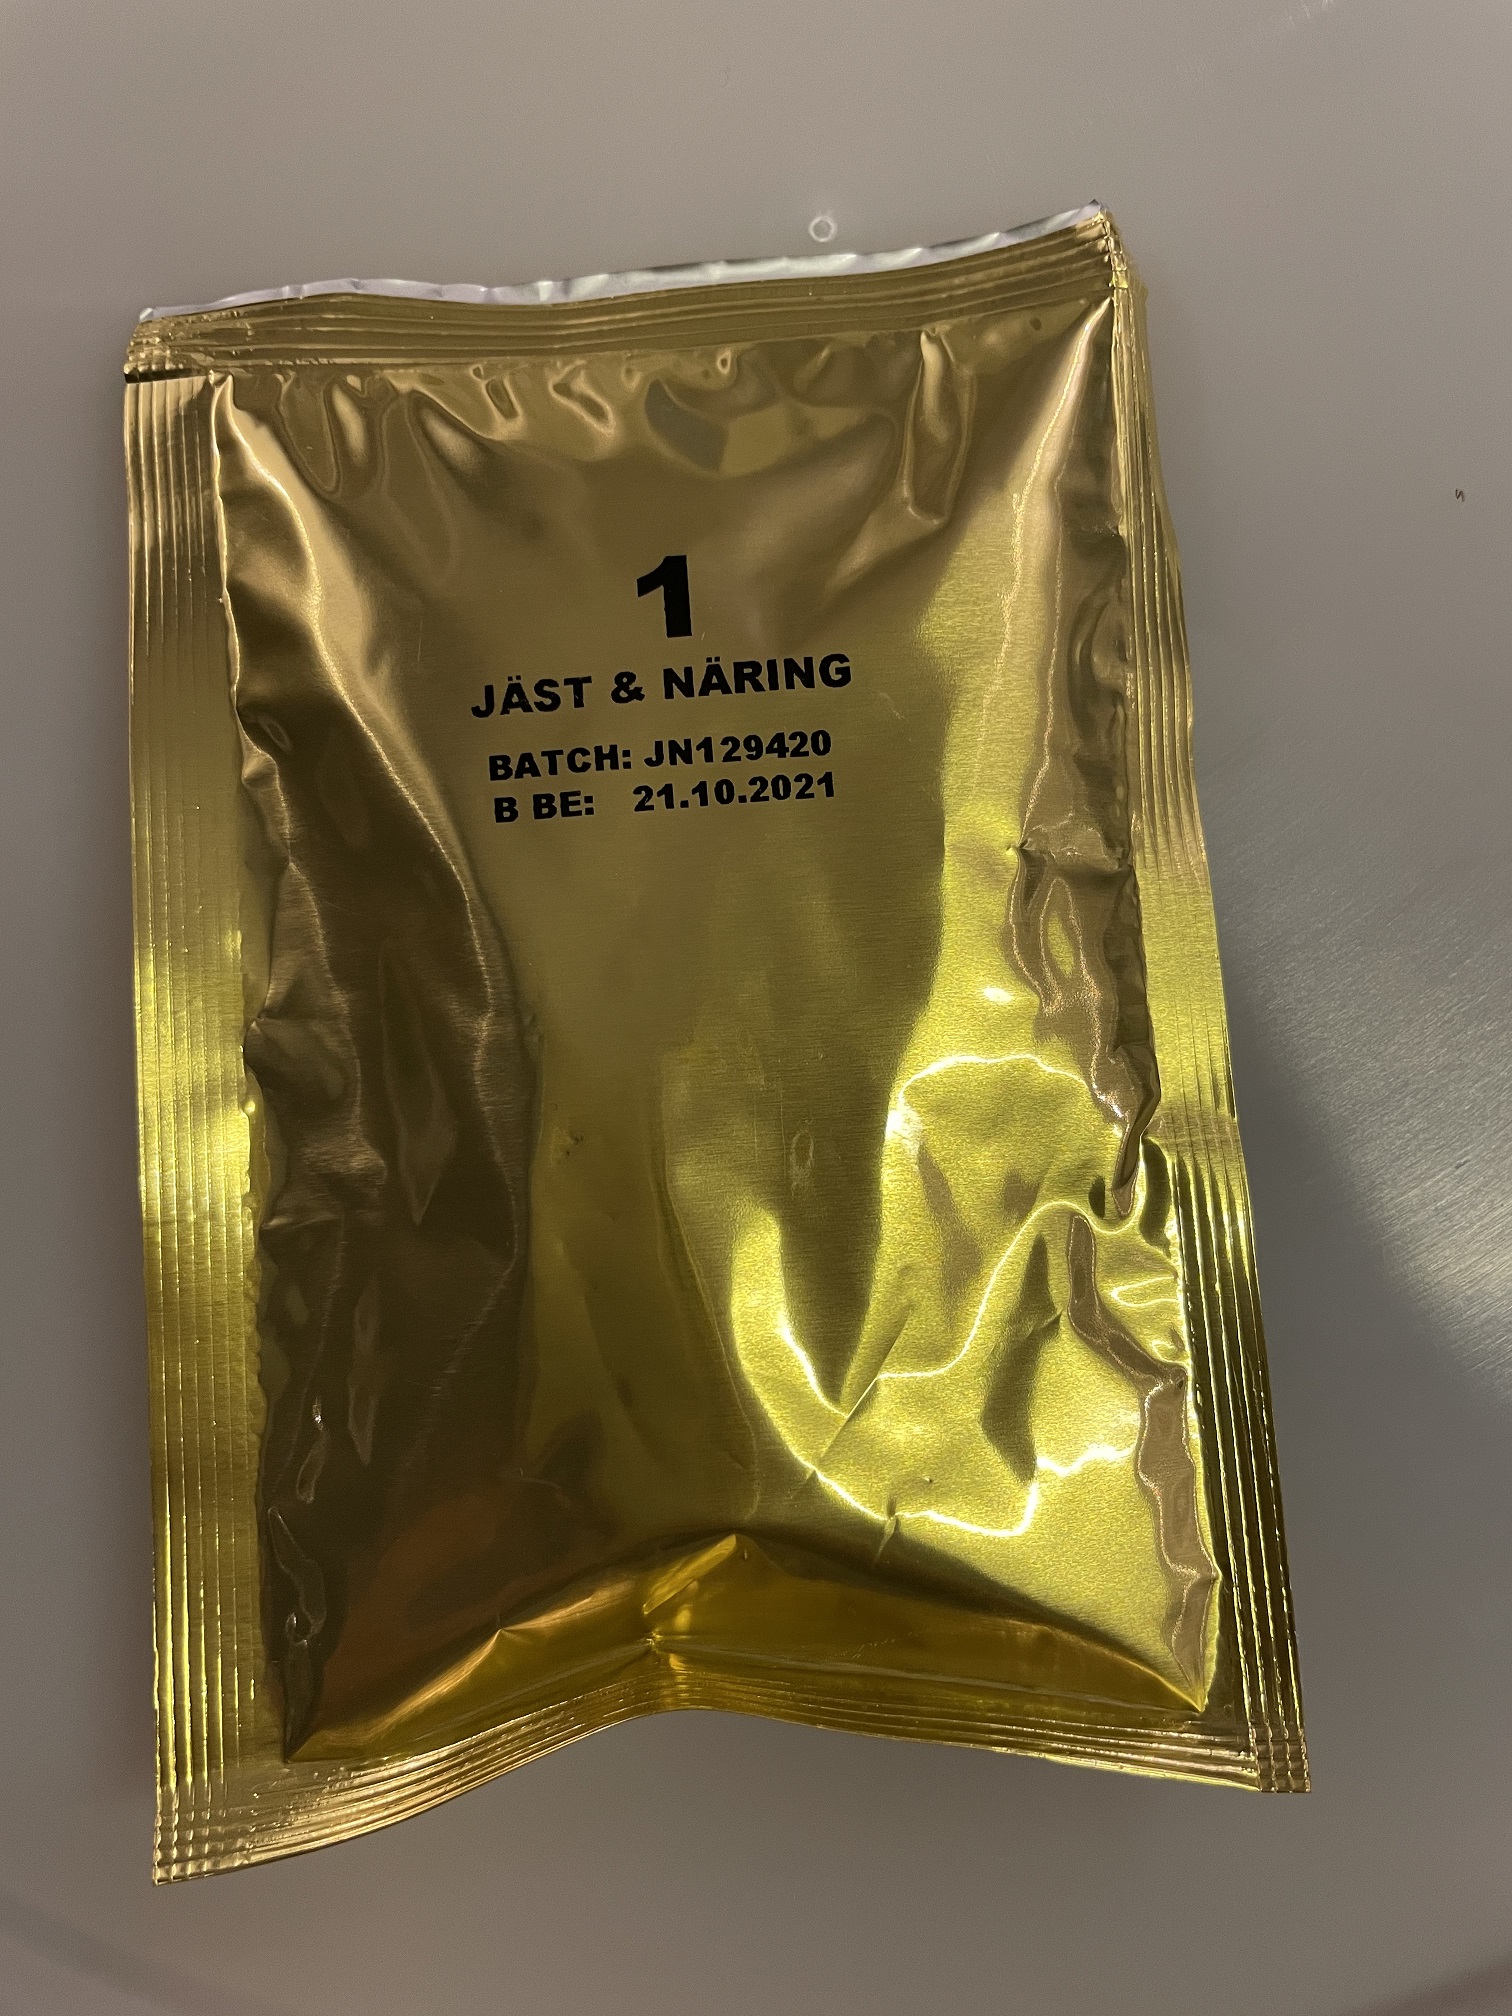 1
JÄST & NÄRING
BATCH: JN129420
B BE: 21.10.2021